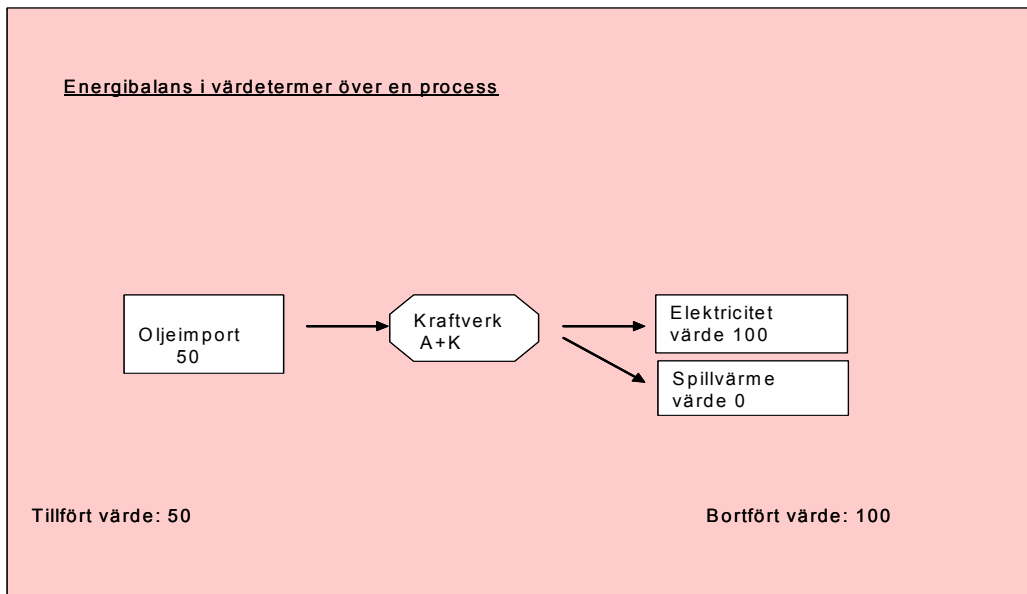 Energibalans i värdetermer över en process
Oljeimport
50
Kraftverk
A+K
Elektricitet
värde 100
Spillvärme
värde 0
Tillfört värde: 50
Bortfört värde: 100